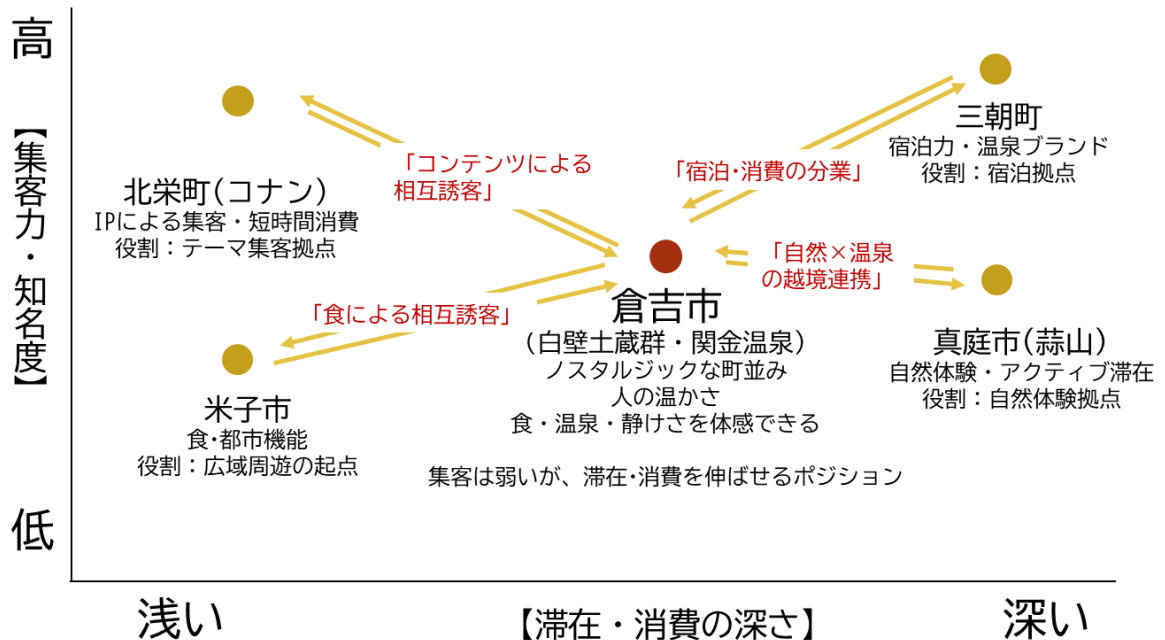 高
【集客力・知名度】
低
北栄町(コナン)
IPによる集客・短時間消費
役割：テーマ集客拠点
「コンテンツによる
相互誘客」
「宿泊･消費の分業」
三朝町
宿泊力・温泉ブランド
役割：宿泊拠点
「自然×温泉
の越境連携」
「食による相互誘客」
倉吉市
(白壁土蔵群・関金温泉)
ノスタルジックな町並み
人の温かさ
食・温泉・静けさを体感できる
集客は弱いが、滞在･消費を伸ばせるポジション
真庭市(蒜山)
自然体験・アクティブ滞在
役割：自然体験拠点
米子市
食･都市機能
役割：広域周遊の起点
浅い
【滞在・消費の深さ】
深い